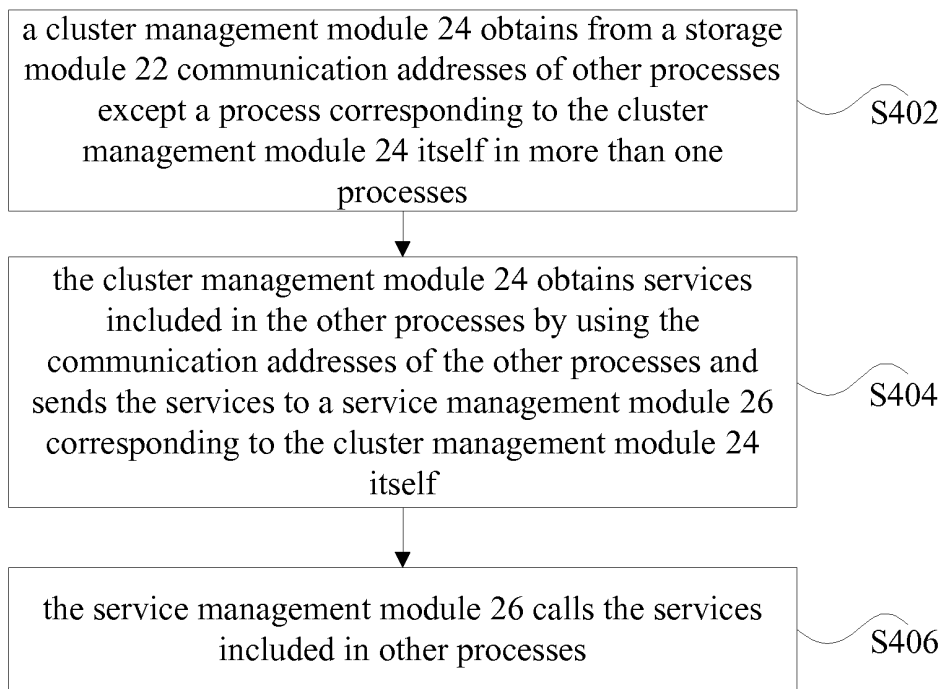 a cluster management module 24 obtains from a storage
module 22 communication addresses of other processes
except a process corresponding to the cluster
management module 24 itself in more than one
processes
S402
the cluster management module 24 obtains services
included in the other processes by using the
communication addresses of the other processes and
sends the services to a service management module 26
corresponding to the cluster management module 24
itself
S404
the service management module 26 calls the services
included in other processes
S406